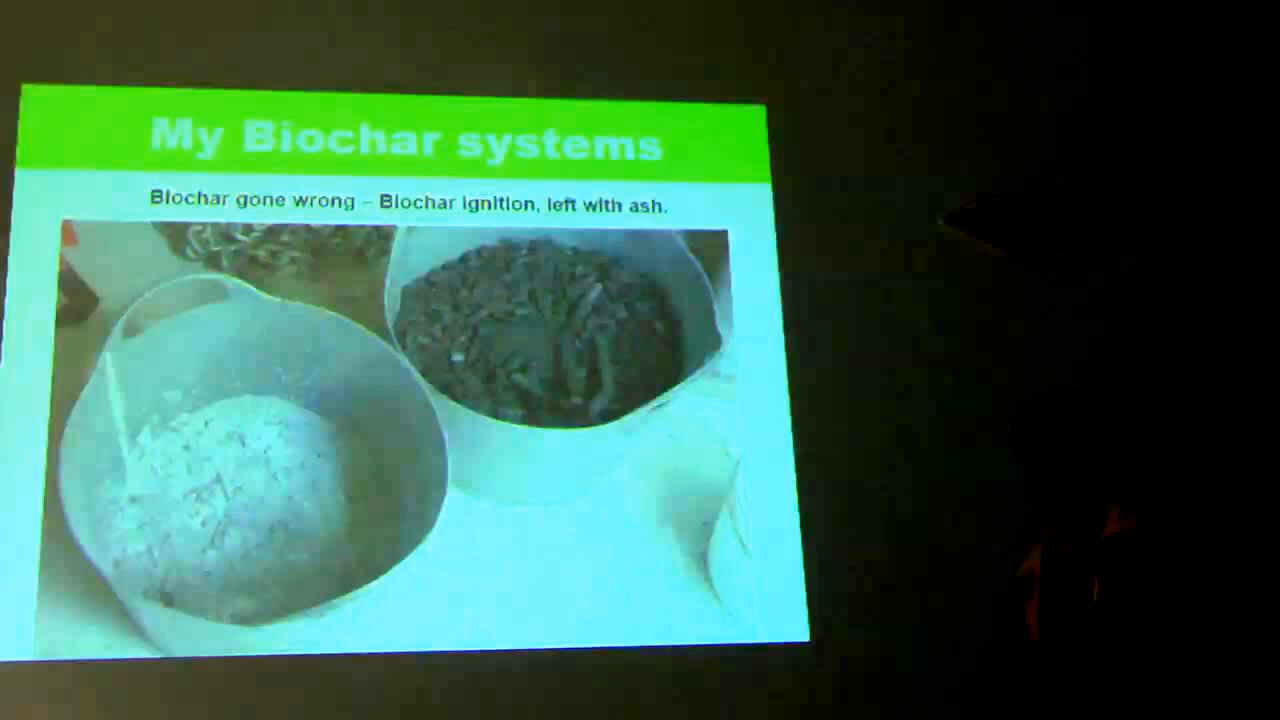 My Biochar systems
Biochar gone wrong – Biochar ignition, left with ash.